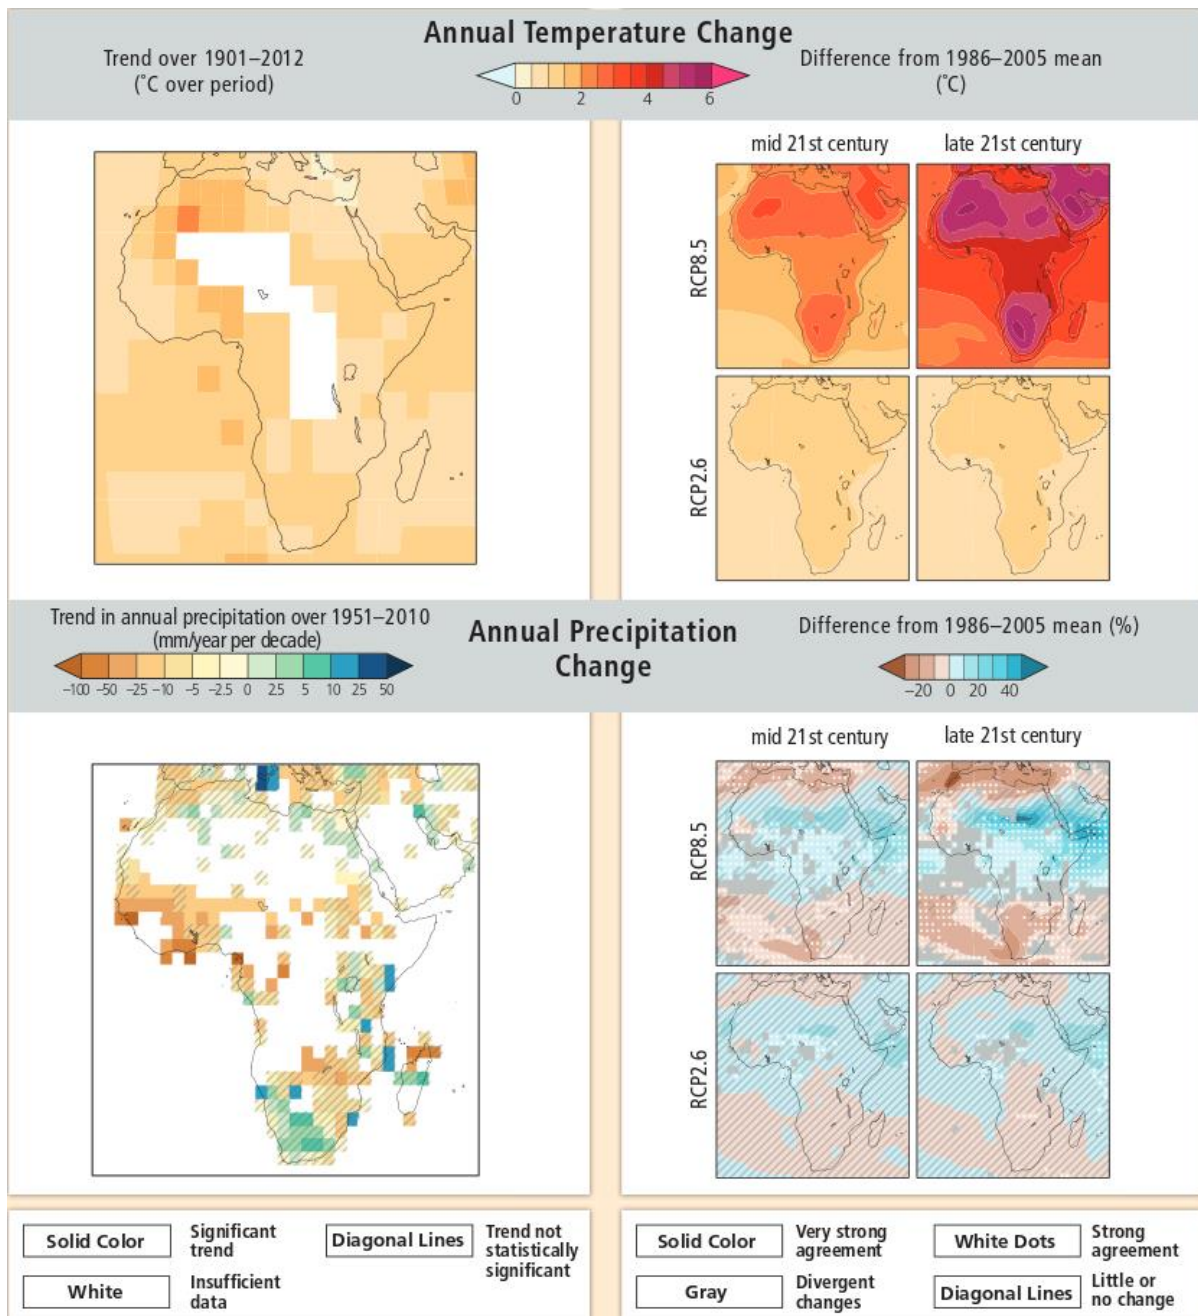 Annual Temperature Change
Trend over 1901–2012
(˚C over period)
0 2 4 6
Difference from 1986–2005 mean
(˚C)
mid 21st century
late 21st century
RCP8.5
RCP2.6
Trend in annual precipitation over 1951–2010
(mm/year per decade)
−100 −50 −25 −10 −5 −2.5 0 25 5 10 25 50
Annual Precipitation
Change
Difference from 1986–2005 mean (%)
−20 0 20 40
mid 21st century
late 21st century
RCP8.5
RCP2.6
Solid Color
Significant
trend
Diagonal Lines
Trend not
statistically
significant
White
Insufficient
data
Solid Color
Very strong
agreement
White Dots
Strong
agreement
Gray
Divergent
changes
Diagonal Lines
Little or
no change